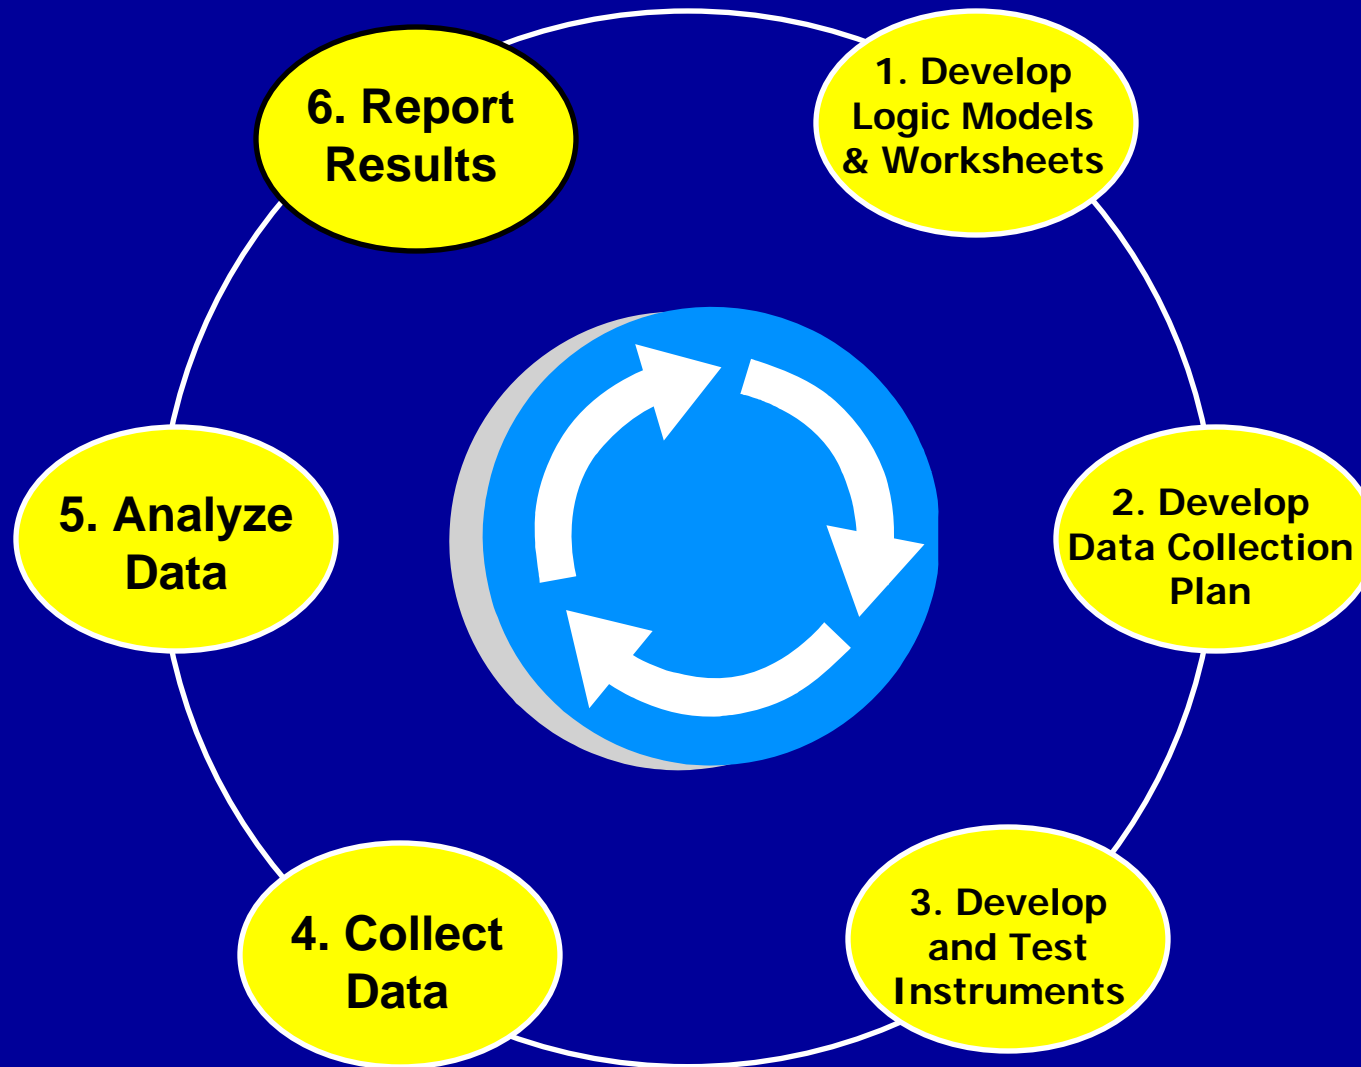 1. Develop
Logic Models
& Worksheets
2. Develop
Data Collection
Plan
3. Develop
and Test
Instruments
4. Collect
Data
5. Analyze
Data
6. Report
Results